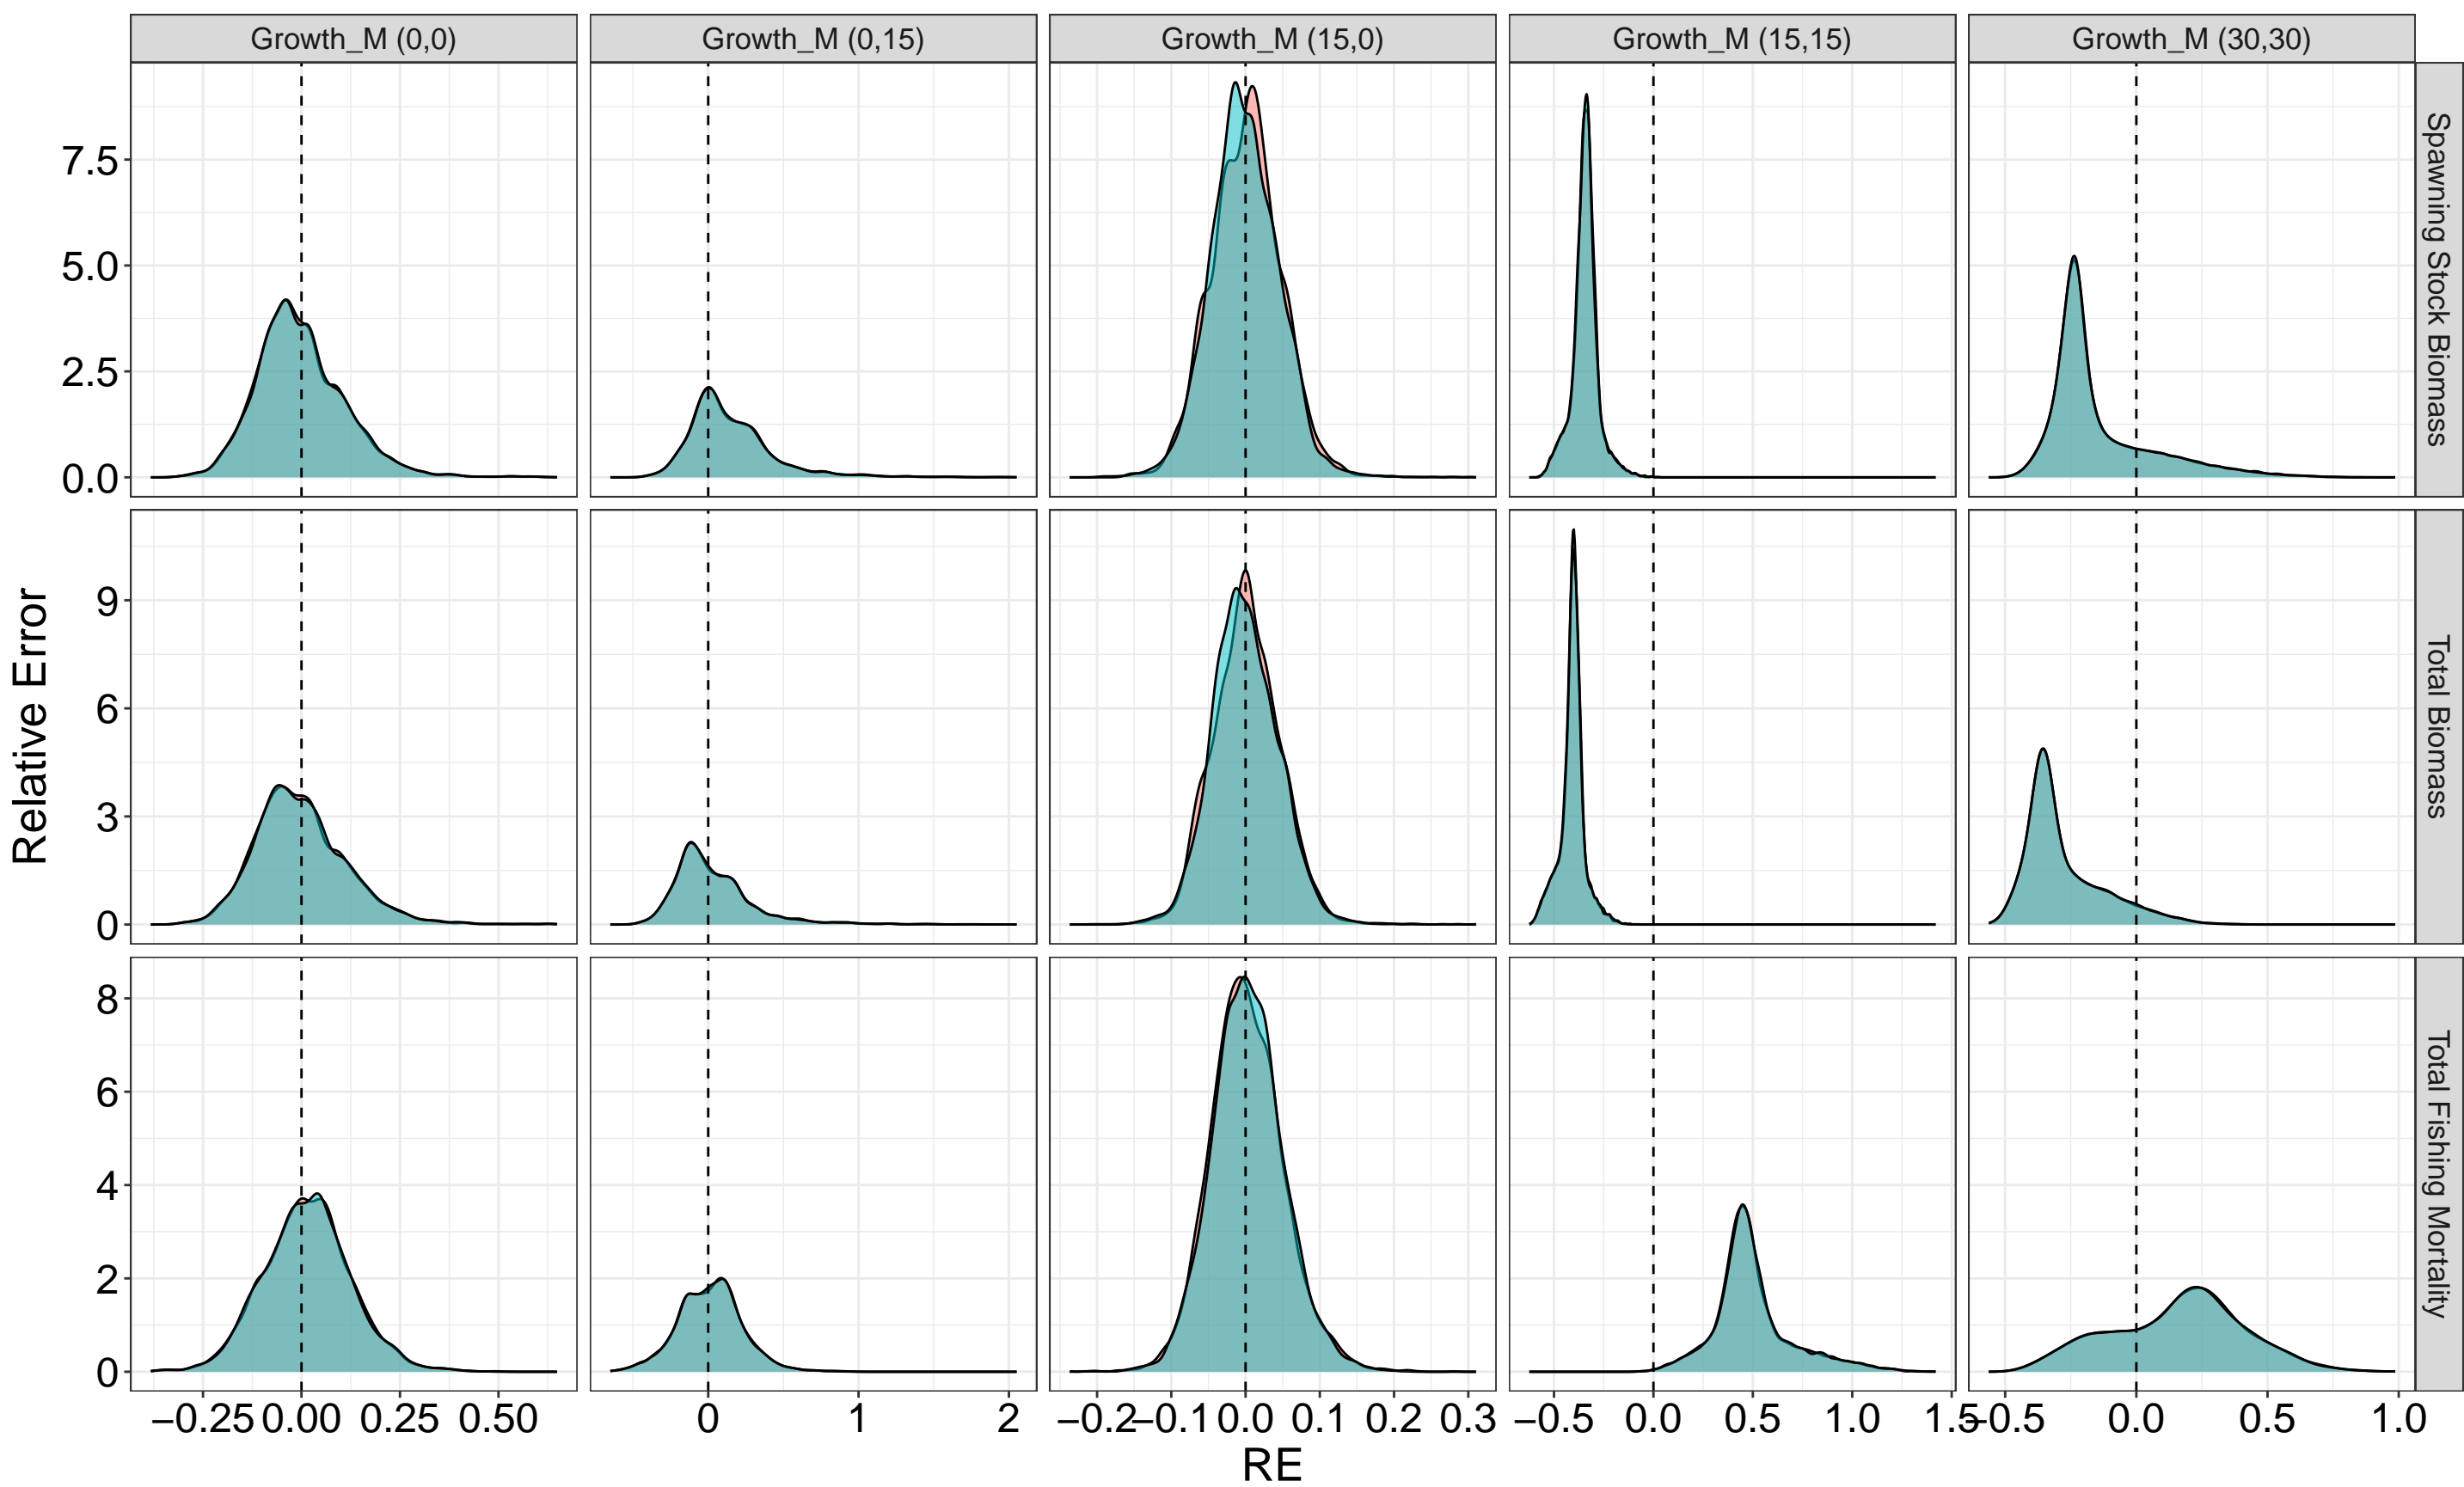 Growth_M (0,0) Growth_M (0,15) Growth_M (15,0) Growth_M (15,15) Growth_M (30,30)
Relative Error
7.5
5.0
2.5
0.0
Spawning Stock Biomass
9
6
3
0
Total Biomass
8
6
4
2
0
Total Fishing Mortality
−0.25 0.00 0.25 0.50 0 1 2 −0.2 −0.1 0.0 0.1 0.2 0.3 −0.5 0.0 0.5 1.0 1.5 −0.5 0.0 0.5 1.0
RE